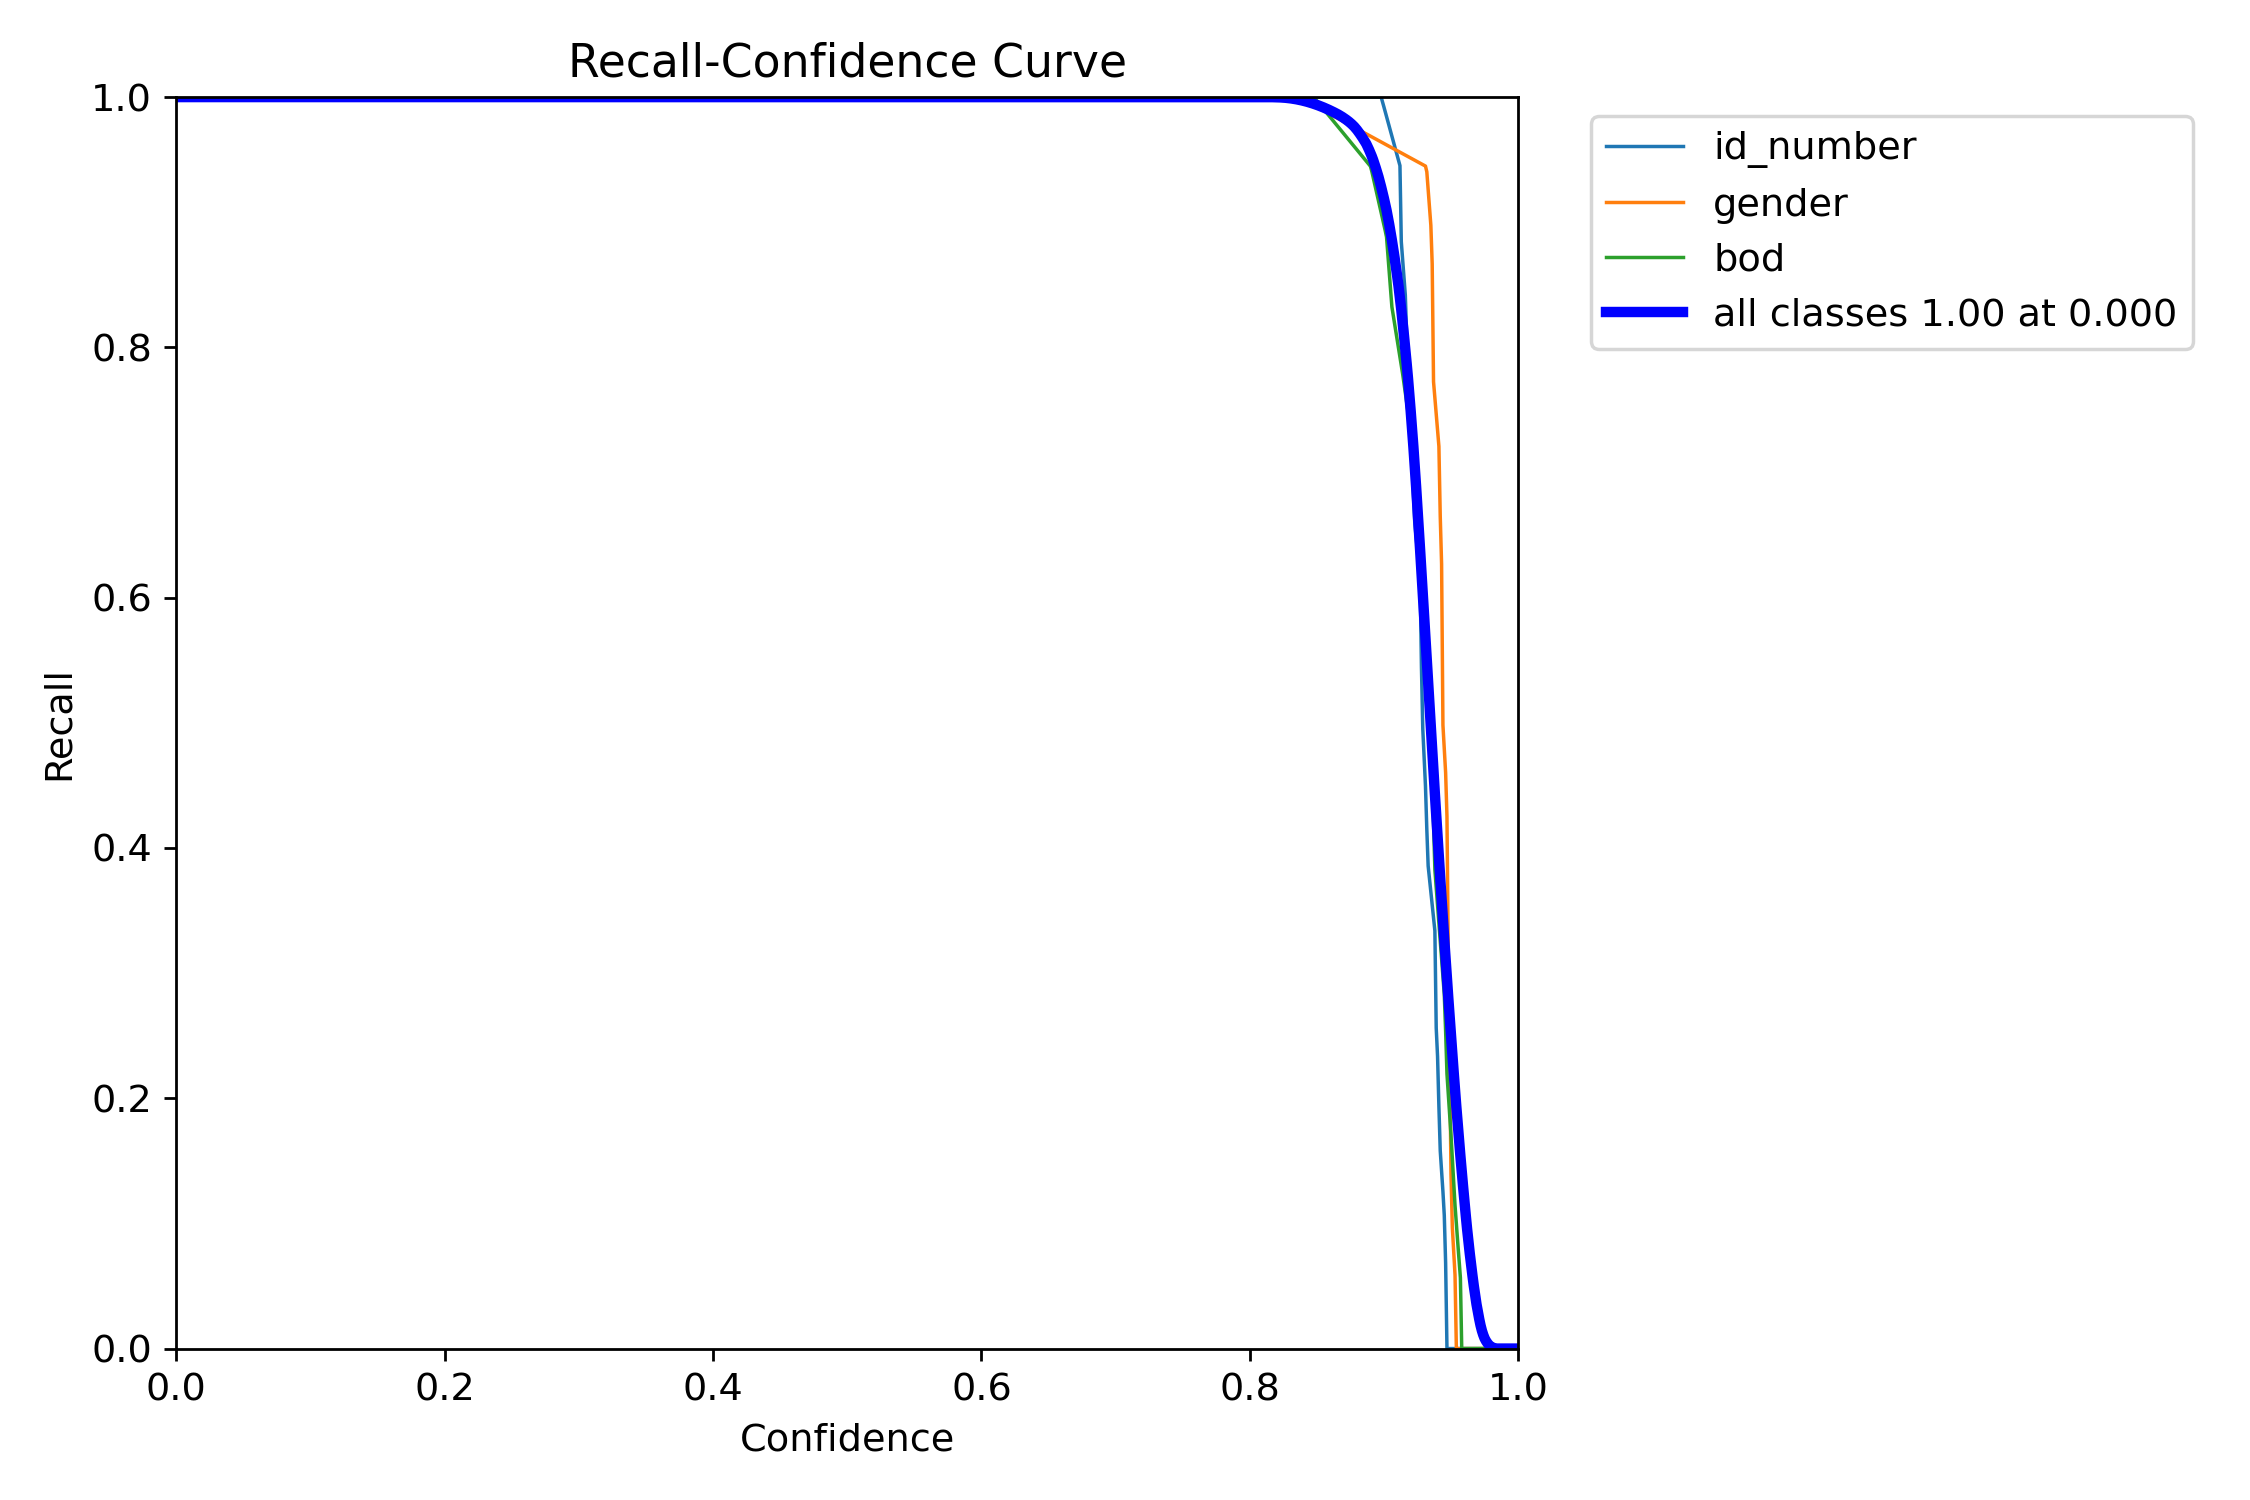 Recall-Confidence Curve
1.0
0.8
0.6
0.4
0.2
0.0
Recall
0.0 0.2 0.4 0.6 0.8 1.0
Confidence
id_number
gender
bod
all classes 1.00 at 0.000